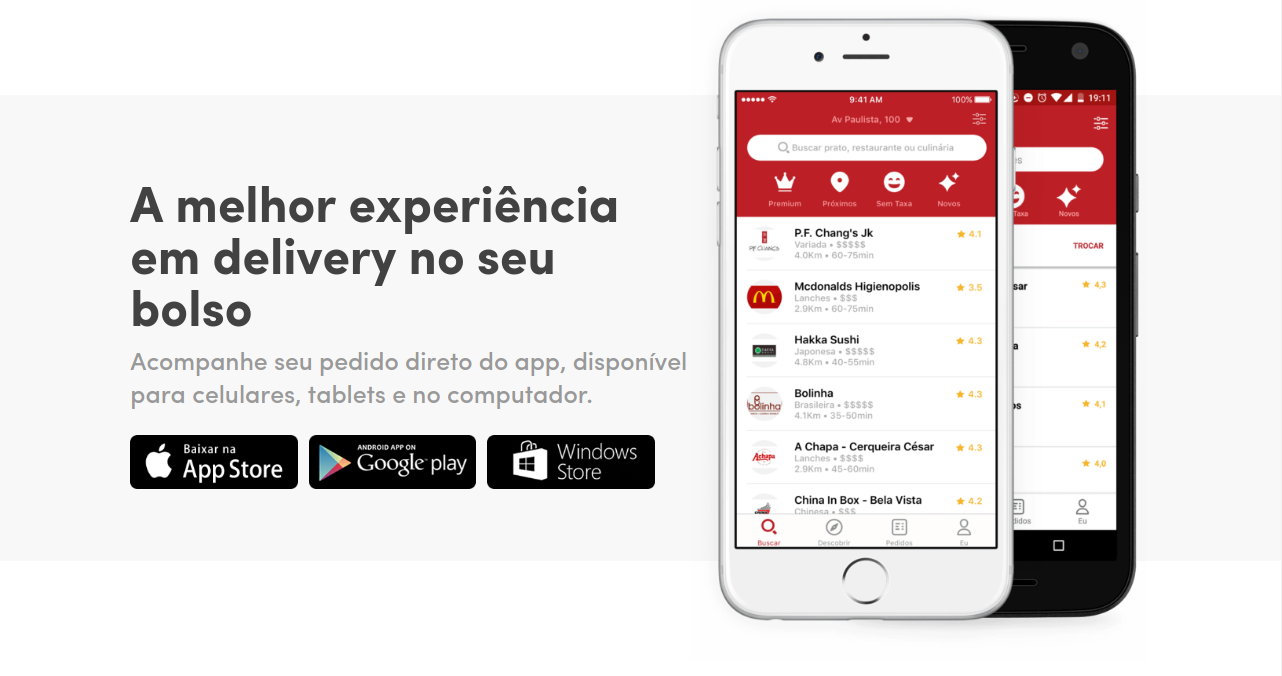 A melhor experiência
em delivery no seu
bolso
Acompanhe seu pedido direto do app, disponível
para celulares, tablets e no computador.
Baixar na
App Store
ANDROID APP ON
Google play
Windows
Store
9:41 AM
100%
Av Paulista, 100
Buscar prato, restaurante ou culinária
Premium
Próximos
Sem Taxa
Novos
P.F. Chang's Jk
4.1
Variada • $$$$$
4.0Km • 60-75min
P.F. CHANG'S
Mcdonalds Higienopolis
3.5
Lanches • $$$
2.9Km • 60-75min
Hakka Sushi
4.3
Japonesa • $$$$$
4.8Km • 40-55min
Bolinha
4.3
Brasileira • $$$$$
4.1Km • 35-50min
bolinha
A Chapa - Cerqueira César
4.3
Lanches • $$$$
2.9Km • 45-60min
Achapa
China In Box - Bela Vista
4.2
Chinesa • $$$
Buscar
Descobrir
Pedidos
Eu
19:11
es
Taxa
Novos
TROCAR
sar
4,3
a
4,2
os
4,1
4,0
didos
Eu